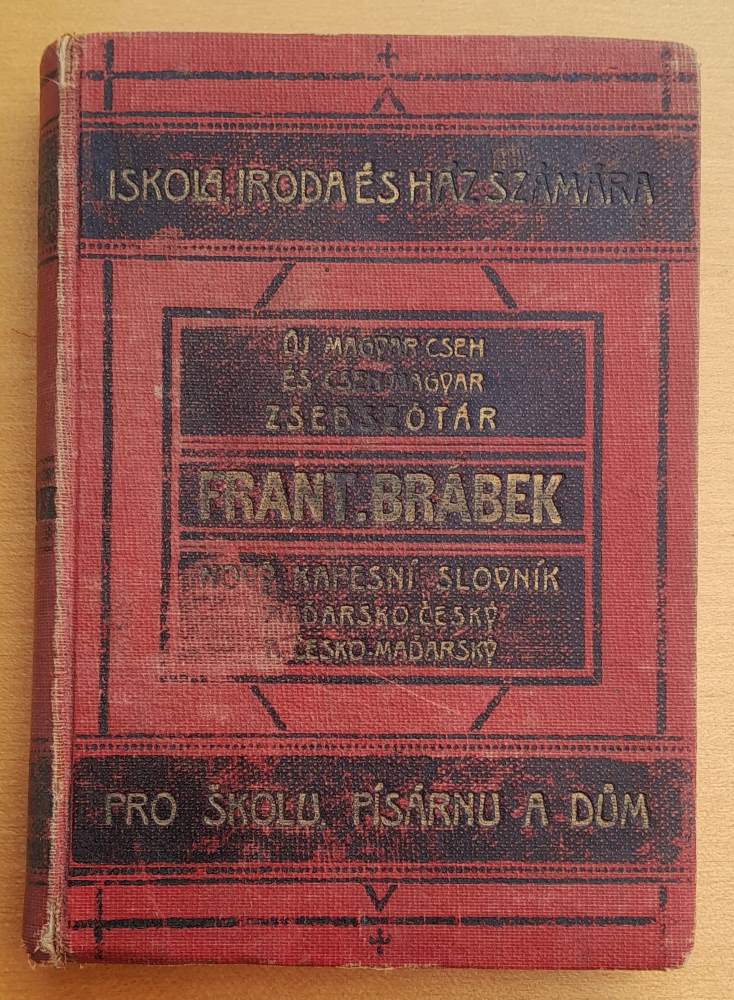 ISKOLA, IRODA ÉS HÁZ SZÁMÁRA
ÚJ MAGYAR CSEH
ÉS CSEH MAGYAR
ZSEBSZÓTÁR
FRANT. BRÁBEK
NOVÝ KAPESNÍ SLOVNÍK
MAĎARSKO-ČESKÝ
A ČESKO-MAĎARSKÝ
PRO ŠKOLU, PÍSÁRNU A DŮM